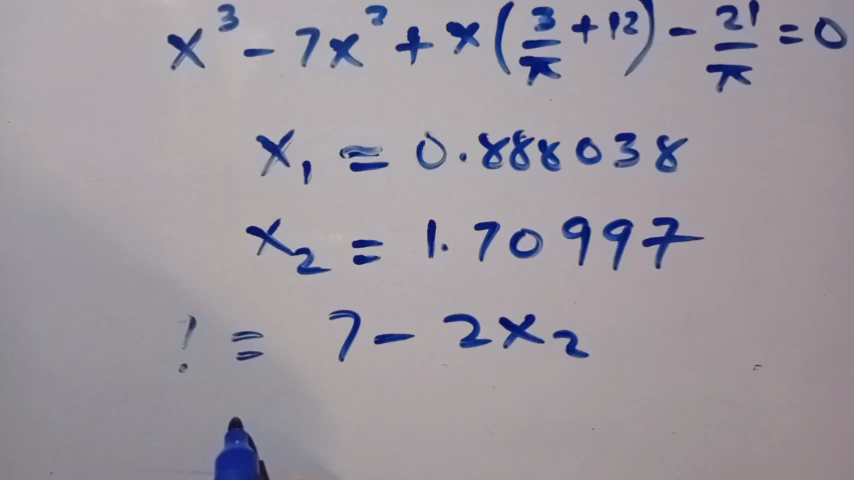 x³ - 7x² + x(3/π + 12) - 21/π = 0
x₁ = 0.888038
x₂ = 1.70997
! = 7 - 2x₂